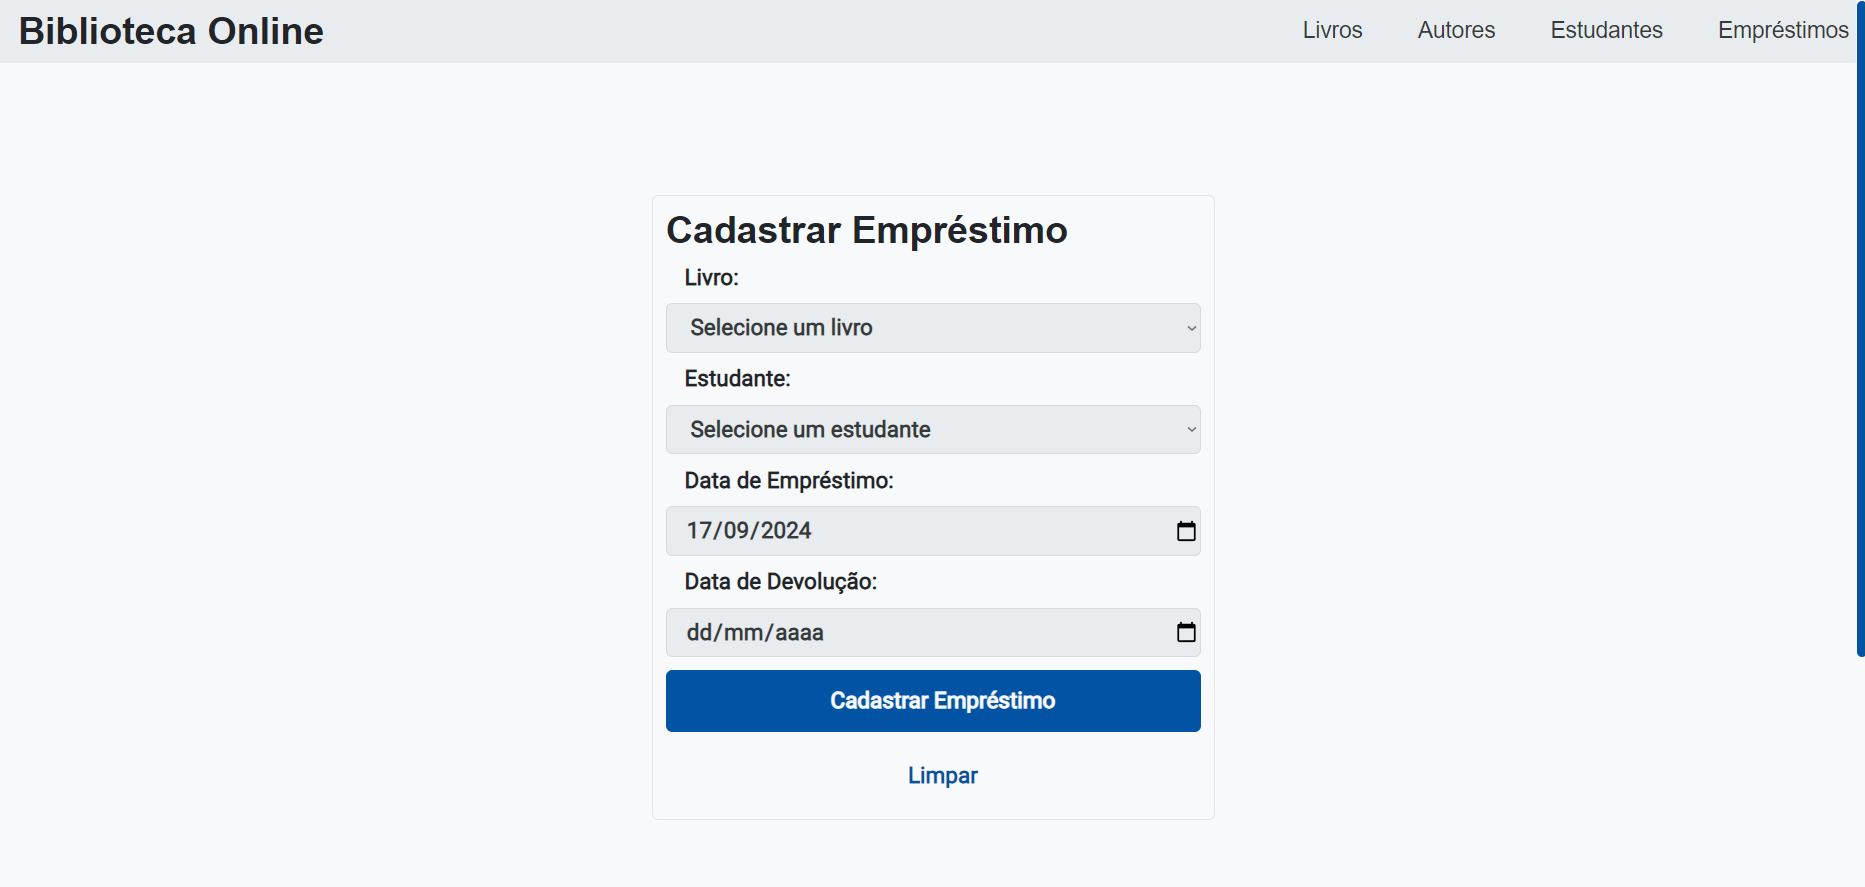 Biblioteca Online
Livros Autores Estudantes Empréstimos
Cadastrar Empréstimo
Livro:
Selecione um livro
Estudante:
Selecione um estudante
Data de Empréstimo:
17/09/2024
Data de Devolução:
dd/mm/aaaa
Cadastrar Empréstimo
Limpar